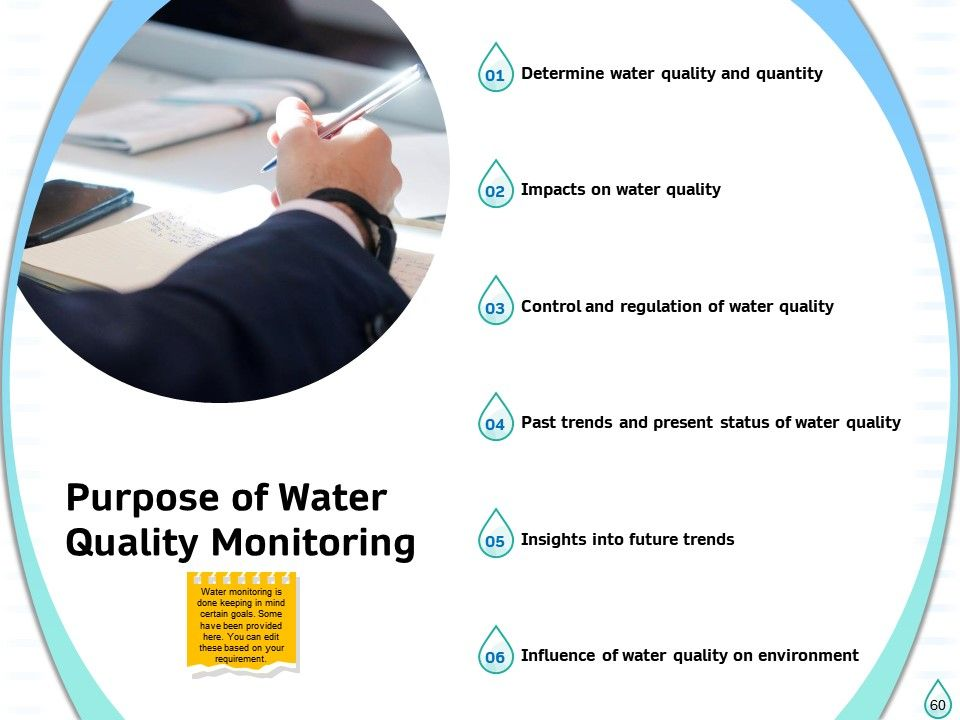 01 Determine water quality and quantity
02 Impacts on water quality
03 Control and regulation of water quality
04 Past trends and present status of water quality
Purpose of Water
Quality Monitoring
05 Insights into future trends
Water monitoring is
done keeping in mind
certain goals. Some
have been provided
here. You can edit
these based on your
requirement.
06 Influence of water quality on environment
60